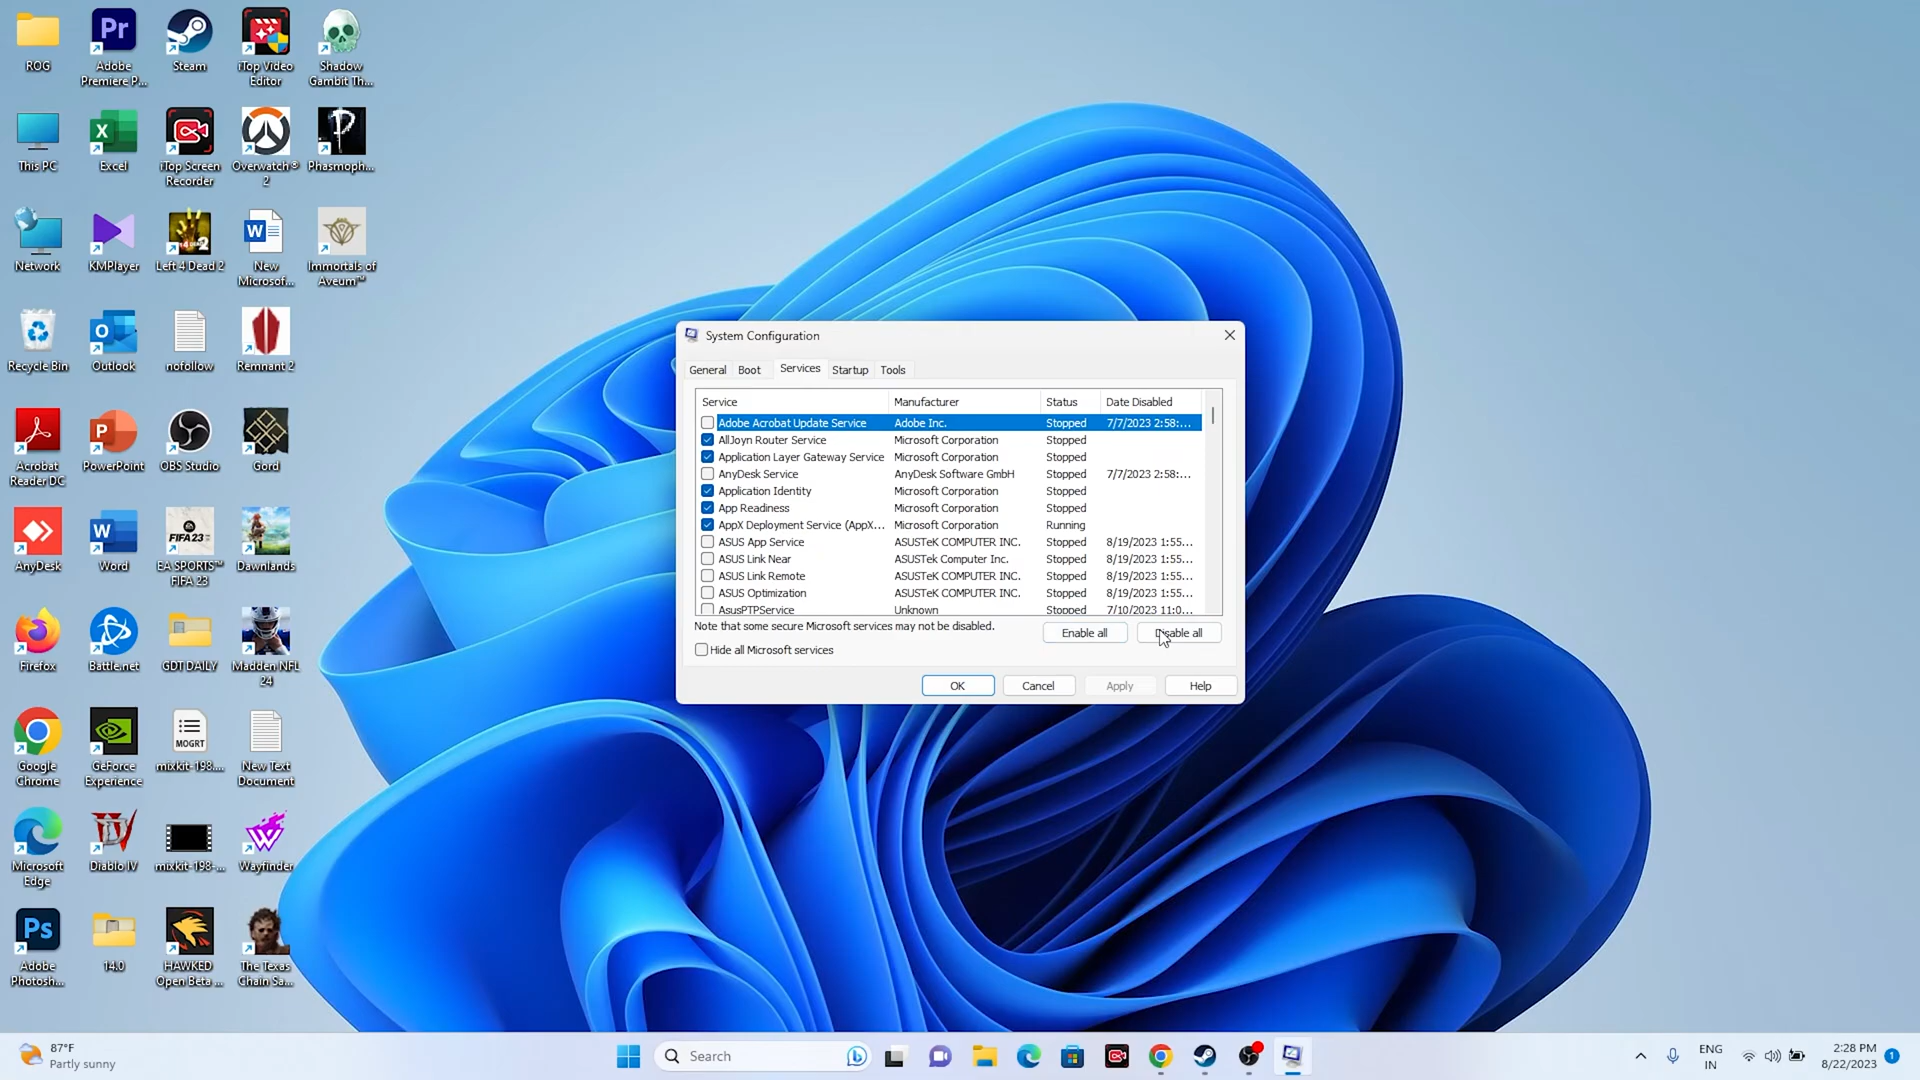 ROG
Adobe
Premiere P...
Steam
iTop Video
Editor
Shadow
Gambit Th...
This PC
Excel
iTop Screen
Recorder
Overwatch®
2
Phasmoph...
Network
KMPlayer
Left 4 Dead 2
New
Microsof...
Immortals of
Aveum™
Recycle Bin
Outlook
nofollow
Remnant 2
Acrobat
Reader DC
PowerPoint
OBS Studio
Gord
AnyDesk
Word
FIFA 23
EA SPORTS™
FIFA 23
Dawnlands
Firefox
Battle.net
GDT DAILY
Madden NFL
24
Google
Chrome
GeForce
Experience
MOGRT
mixkit-198....
New Text
Document
Microsoft
Edge
Diablo IV
mixkit-198-...
Wayfinder
Adobe
Photosh...
14.0
HAWKED
Open Beta ...
The Texas
Chain Sa...
System Configuration
General Boot Services Startup Tools
Service Manufacturer Status Date Disabled
Adobe Acrobat Update Service Adobe Inc. Stopped 7/7/2023 2:58:...
AllJoyn Router Service Microsoft Corporation Stopped
Application Layer Gateway Service Microsoft Corporation Stopped
AnyDesk Service AnyDesk Software GmbH Stopped 7/7/2023 2:58:...
Application Identity Microsoft Corporation Stopped
App Readiness Microsoft Corporation Stopped
AppX Deployment Service (AppX... Microsoft Corporation Running
ASUS App Service ASUSTeK COMPUTER INC. Stopped 8/19/2023 1:55...
ASUS Link Near ASUSTeK Computer Inc. Stopped 8/19/2023 1:55...
ASUS Link Remote ASUSTeK COMPUTER INC. Stopped 8/19/2023 1:55...
ASUS Optimization ASUSTeK COMPUTER INC. Stopped 8/19/2023 1:55...
AsusPTPService Unknown Stopped 7/10/2023 11:0...
Note that some secure Microsoft services may not be disabled.
Enable all Disable all
Hide all Microsoft services
OK Cancel Apply Help
87°F
Partly sunny
Search
ENG
IN
2:28 PM
8/22/2023
1